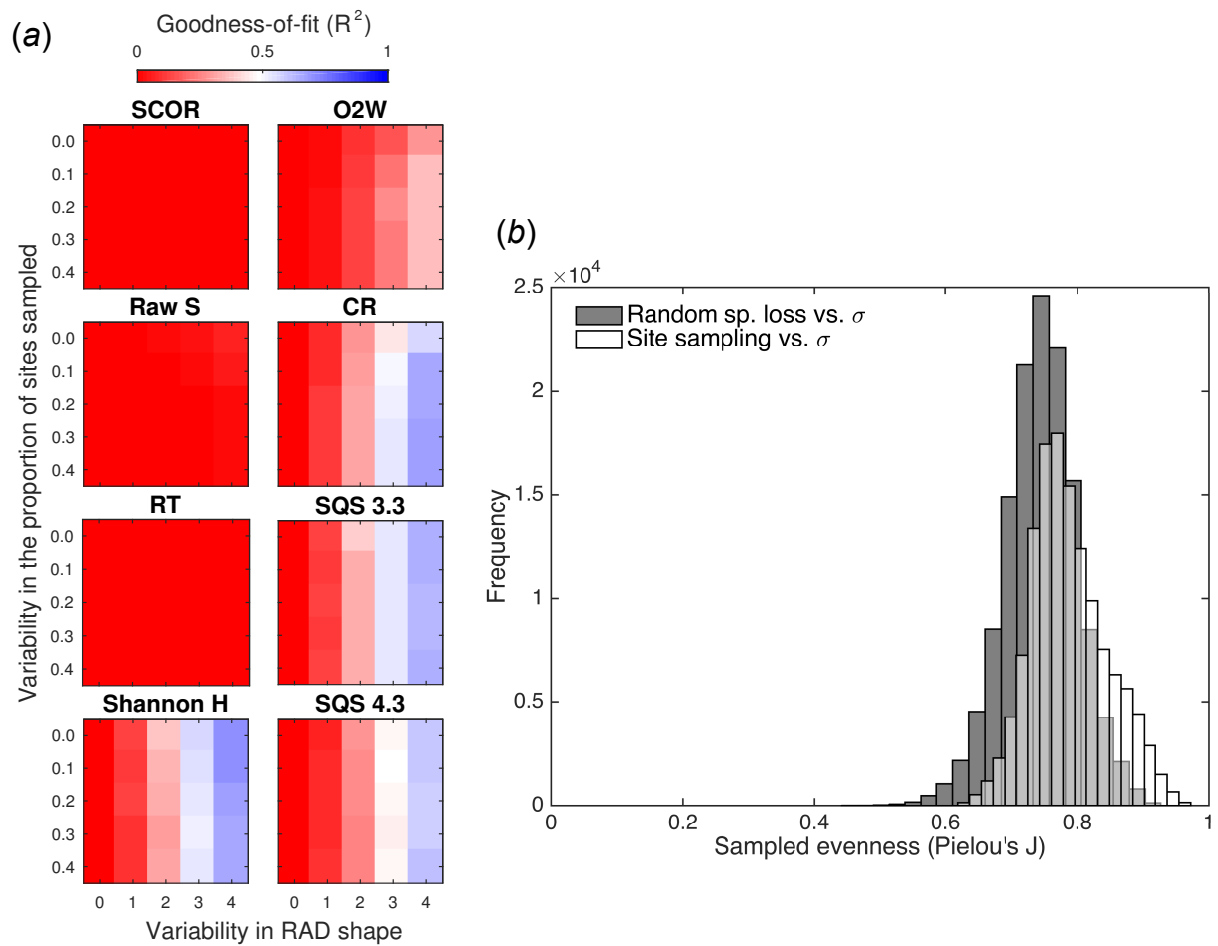 (a)
Goodness-of-fit (R²)
0 0.5 1
SCOR O2W
0.0
0.1
0.2
0.3
0.4
Raw S CR
0.0
0.1
0.2
0.3
0.4
RT SQS 3.3
0.0
0.1
0.2
0.3
0.4
Shannon H SQS 4.3
0.0
0.1
0.2
0.3
0.4
0 1 2 3 4 0 1 2 3 4
Variability in RAD shape
Variability in the proportion of sites sampled
(b)
×10⁴
2.5
2
1.5
1
0.5
0
Frequency
Random sp. loss vs. σ
Site sampling vs. σ
0 0.2 0.4 0.6 0.8 1
Sampled evenness (Pielou's J)